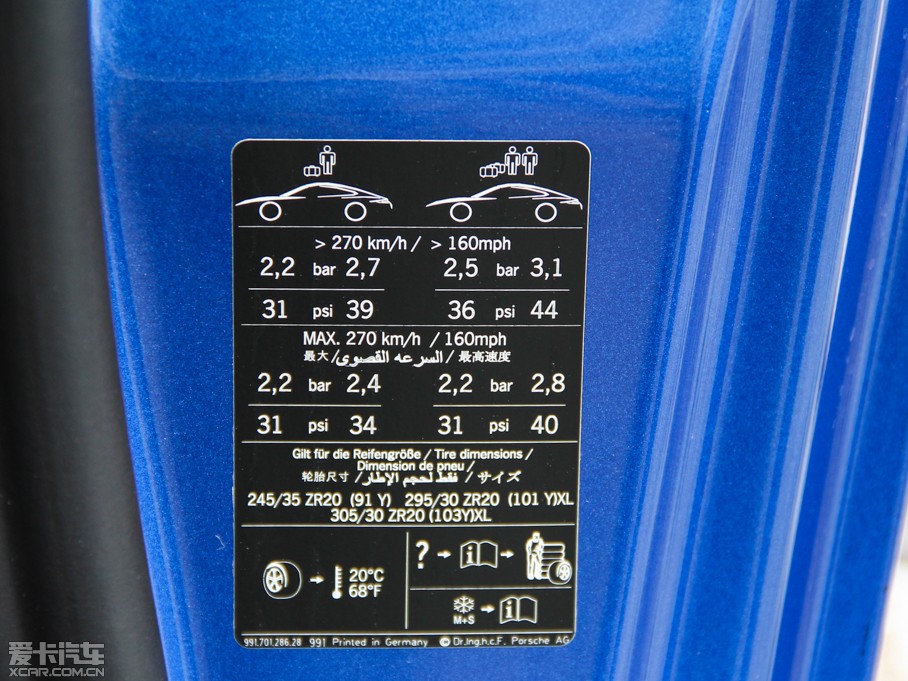 > 270 km/h / > 160mph
2,2 bar 2,7 2,5 bar 3,1
31 psi 39 36 psi 44
MAX. 270 km/h / 160mph
最大 / السرعه القصوى / 最高速度
2,2 bar 2,4 2,2 bar 2,8
31 psi 34 31 psi 40
Gilt für die Reifengröße / Tire dimensions /
Dimension de pneu /
轮胎尺寸 / فقط لحجم الإطار / サイズ
245/35 ZR20 (91 Y) 295/30 ZR20 (101 Y)XL
305/30 ZR20 (103Y)XL
? i
20°C
68°F
M+S i
991.701.286.28 991 Printed in Germany © Dr.Ing.h.c.F. Porsche AG
爱卡汽车
XCAR.COM.CN